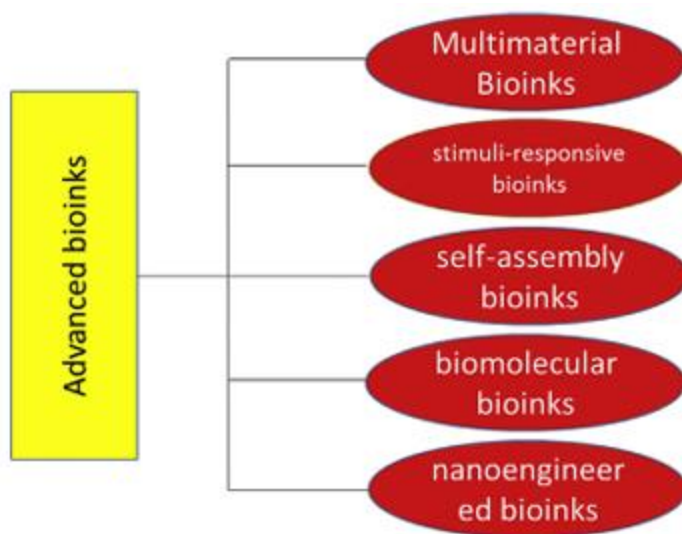 Advanced bioinks
Multimaterial
Bioinks
stimuli-responsive
bioinks
self-assembly
bioinks
biomolecular
bioinks
nanoengineer
ed bioinks